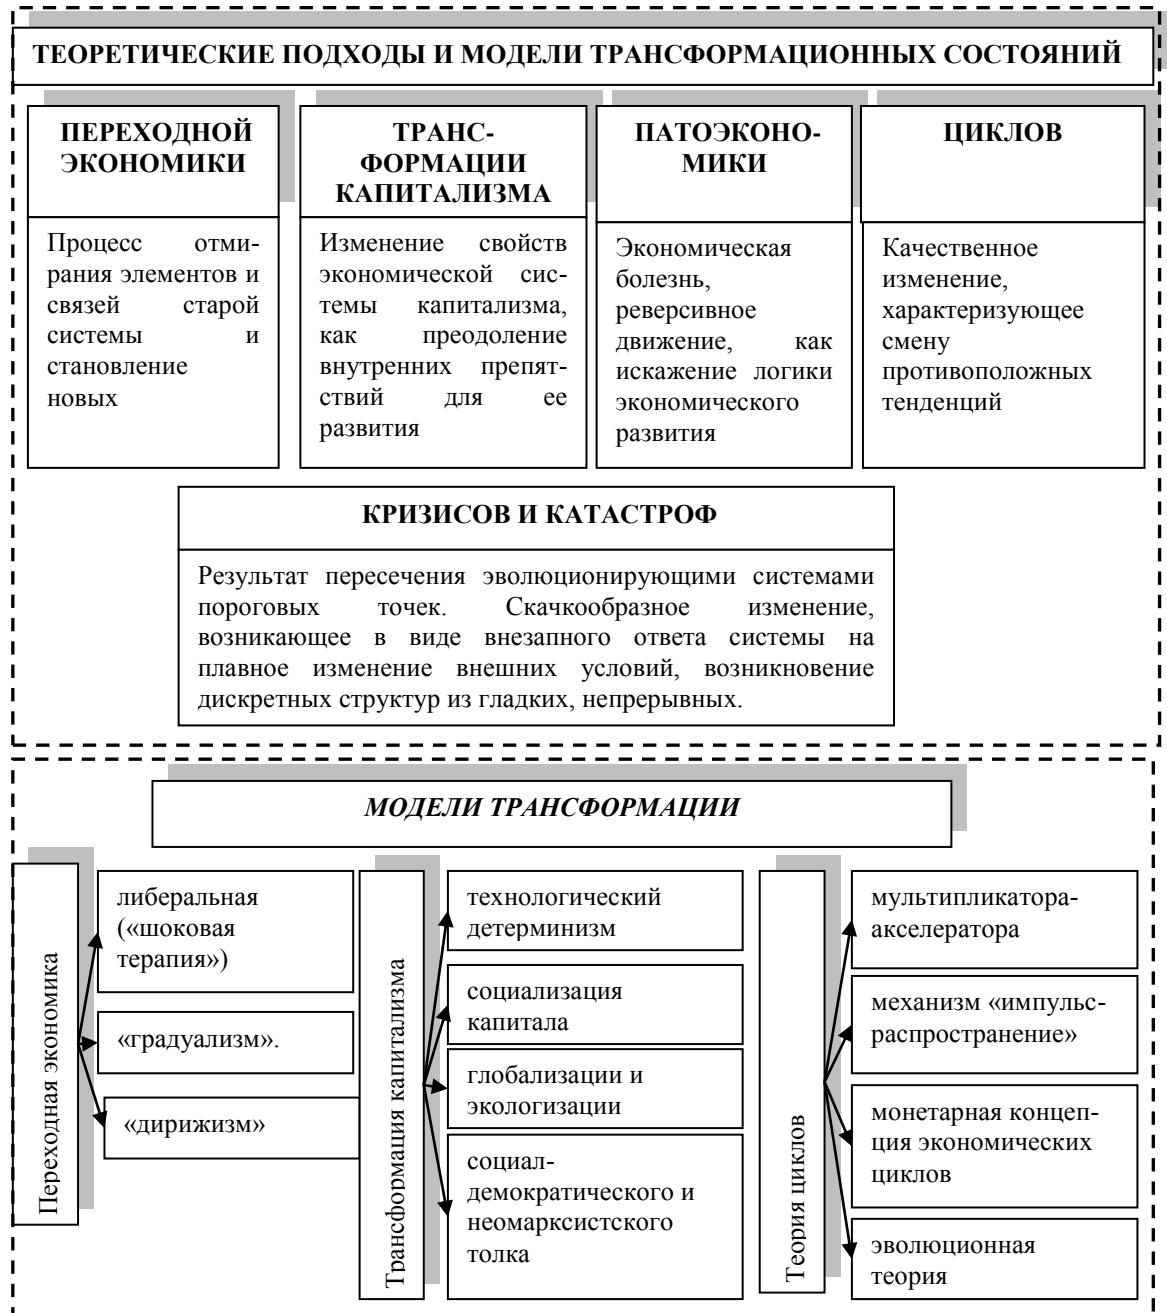 ТЕОРЕТИЧЕСКИЕ ПОДХОДЫ И МОДЕЛИ ТРАНСФОРМАЦИОННЫХ СОСТОЯНИЙ
ПЕРЕХОДНОЙ
ЭКОНОМИКИ
Процесс отми-
рания элементов и
связей старой
системы и
становление
новых
ТРАНС-
ФОРМАЦИИ
КАПИТАЛИЗМА
Изменение свойств
экономической сис-
темы капитализма,
как преодоление
внутренних препят-
ствий для ее
развития
ПАТОЭКОНО-
МИКИ
Экономическая
болезнь,
реверсивное
движение, как
искажение логики
экономического
развития
ЦИКЛОВ
Качественное
изменение,
характеризующее
смену
противоположных
тенденций
КРИЗИСОВ И КАТАСТРОФ
Результат пересечения эволюционирующими системами
пороговых точек. Скачкообразное изменение,
возникающее в виде внезапного ответа системы на
плавное изменение внешних условий, возникновение
дискретных структур из гладких, непрерывных.
МОДЕЛИ ТРАНСФОРМАЦИИ
Переходная экономика
либеральная
(«шоковая
терапия»)
«градуализм».
«дирижизм»
Трансформация капитализма
технологический
детерминизм
социализация
капитала
глобализации и
экологизации
социал-
демократического и
неомарксистского
толка
Теория циклов
мультипликатора-
акселератора
механизм «импульс-
распространение»
монетарная концеп-
ция экономических
циклов
эволюционная
теория